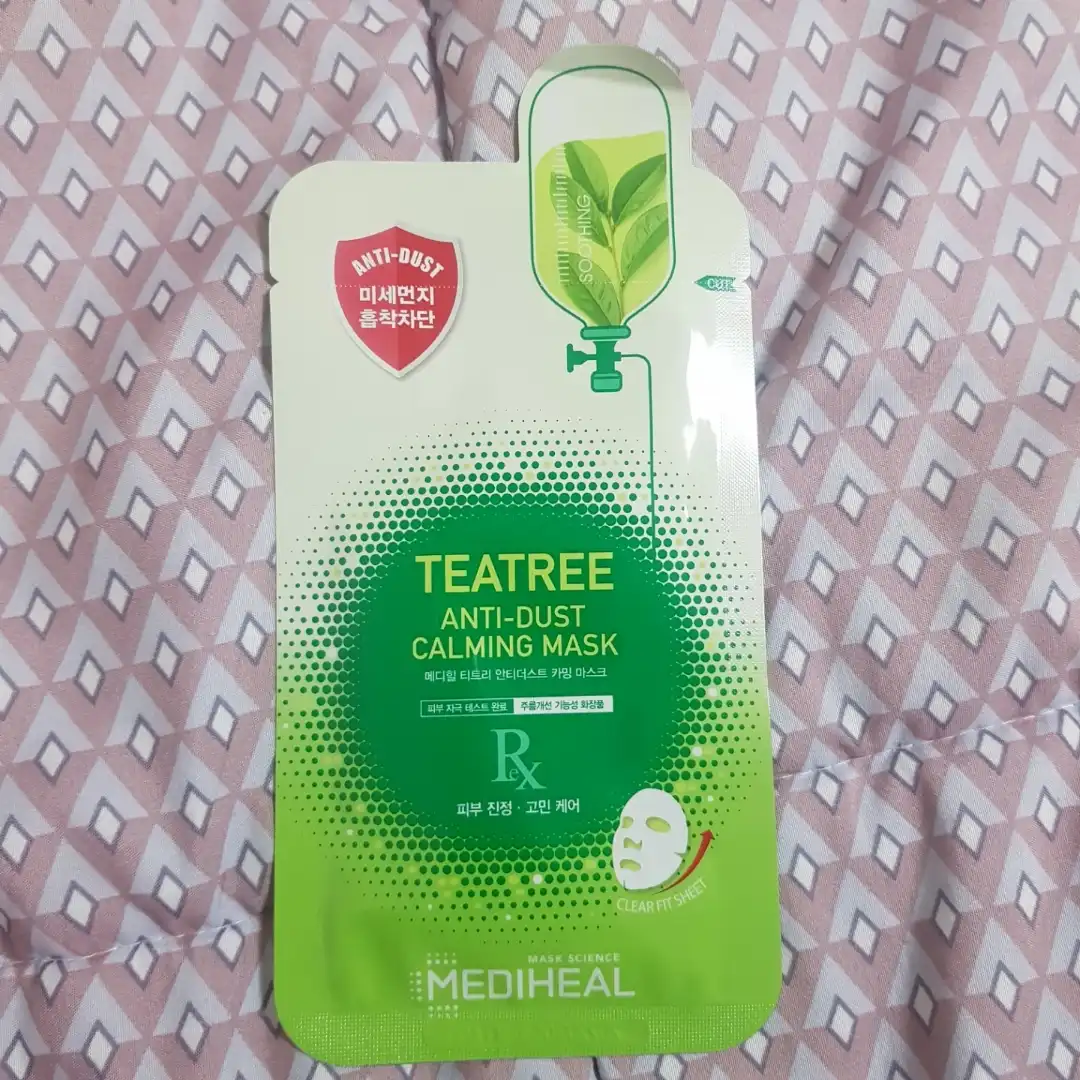 ANTI-DUST
미세먼지
흡착차단
SOOTHING
CUT
TEATREE
ANTI-DUST
CALMING MASK
메디힐 티트리 안티더스트 카밍 마스크
피부 자극 테스트 완료 주름개선 기능성 화장품
ReX
피부 진정 · 고민 케어
CLEAR FIT SHEET
MASK SCIENCE
MEDIHEAL